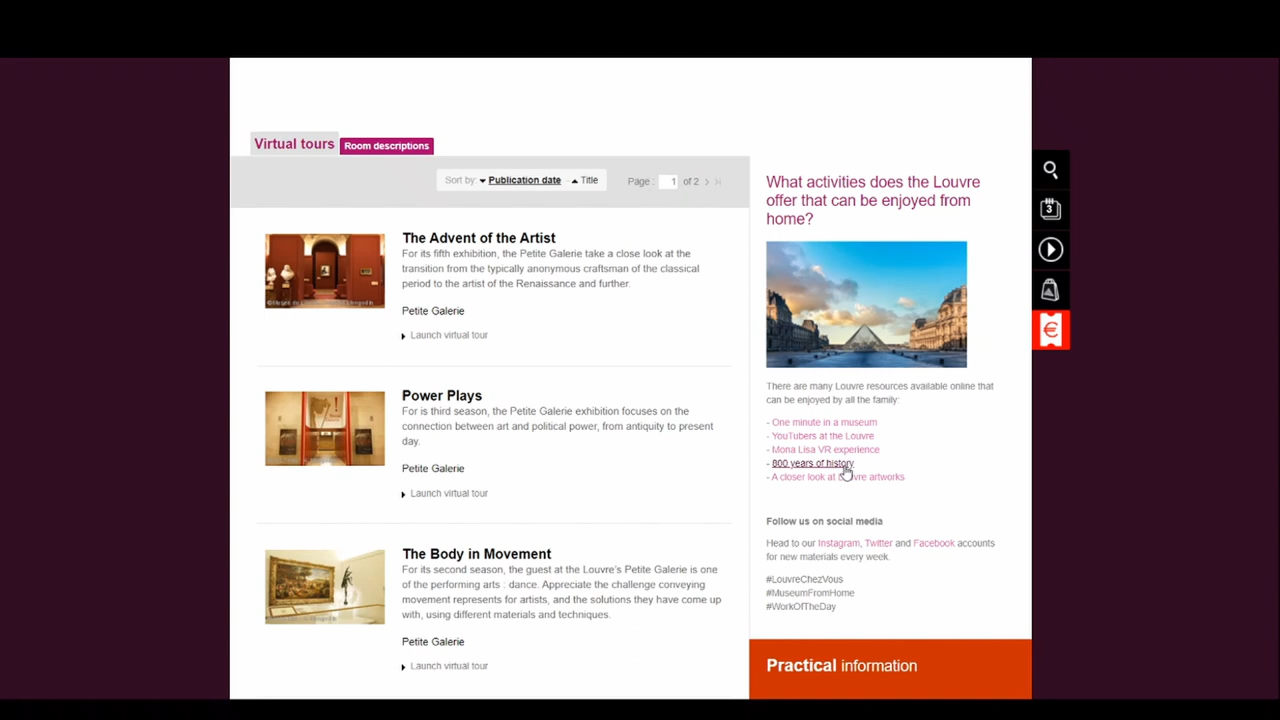 Virtual tours
Room descriptions
Sort by: Publication date Title
Page : 1 of 2
The Advent of the Artist
For its fifth exhibition, the Petite Galerie take a close look at the
transition from the typically anonymous craftsman of the classical
period to the artist of the Renaissance and further.
Petite Galerie
Launch virtual tour
Power Plays
For is third season, the Petite Galerie exhibition focuses on the
connection between art and political power, from antiquity to present
day.
Petite Galerie
Launch virtual tour
The Body in Movement
For its second season, the guest at the Louvre's Petite Galerie is one
of the performing arts : dance. Appreciate the challenge conveying
movement represents for artists, and the solutions they have come up
with, using different materials and techniques.
Petite Galerie
Launch virtual tour
What activities does the Louvre
offer that can be enjoyed from
home?
There are many Louvre resources available online that
can be enjoyed by all the family:
- One minute in a museum
- YouTubers at the Louvre
- Mona Lisa VR experience
- 800 years of history
- A closer look at Louvre artworks
Follow us on social media
Head to our Instagram, Twitter and Facebook accounts
for new materials every week.
#LouvreChezVous
#MuseumFromHome
#WorkOfTheDay
Practical information
3
€